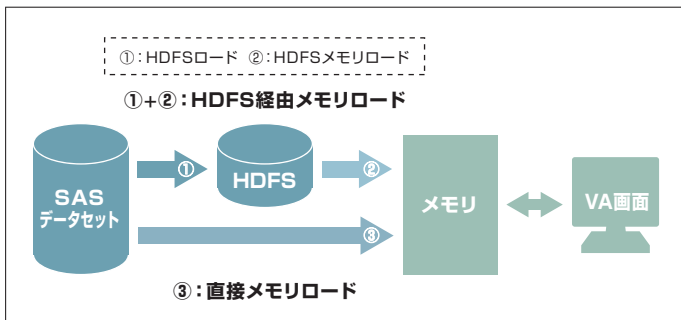 ①：HDFSロード ②：HDFSメモリロード
①+②：HDFS経由メモリロード
①
②
HDFS
SAS
データセット
メモリ
VA画面
③
③：直接メモリロード